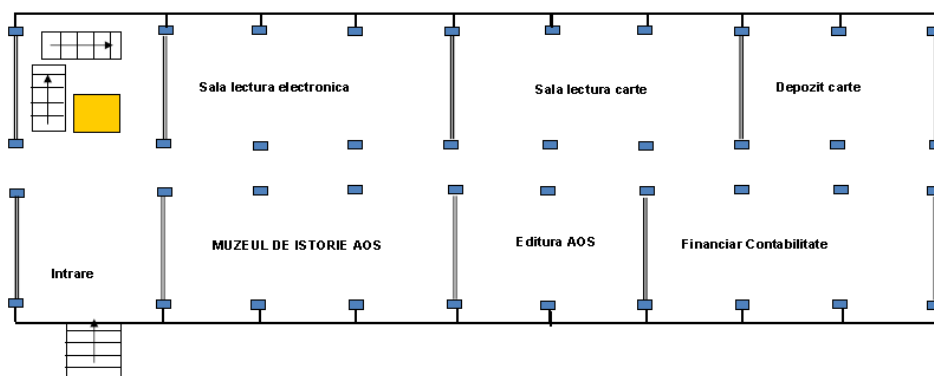 Sala lectura electronica
Sala lectura carte
Depozit carte
MUZEUL DE ISTORIE AOS
Editura AOS
Financiar Contabilitate
Intrare